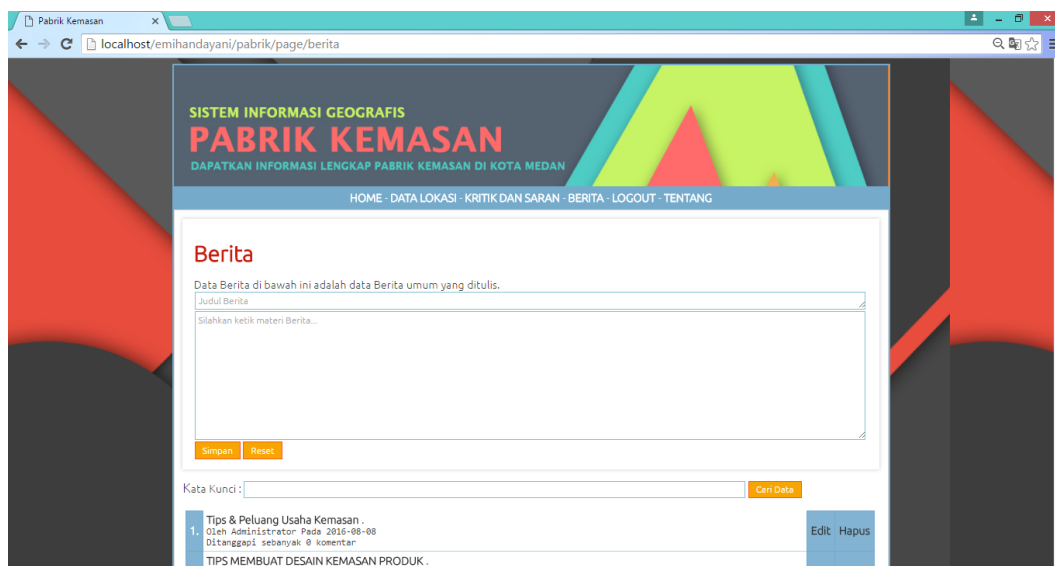 Pabrik Kemasan
localhost/emihandayani/pabrik/page/berita
SISTEM INFORMASI GEOGRAFIS
PABRIK KEMASAN
DAPATKAN INFORMASI LENGKAP PABRIK KEMASAN DI KOTA MEDAN
HOME - DATA LOKASI - KRITIK DAN SARAN - BERITA - LOGOUT - TENTANG
Berita
Data Berita di bawah ini adalah data Berita umum yang ditulis.
Judul Berita
Silahkan ketik materi Berita...
Simpan Reset
Kata Kunci : Cari Data
1. Tips & Peluang Usaha Kemasan . Edit Hapus
Oleh Administrator Pada 2016-08-08
Ditanggapi sebanyak 0 komentar
TIPS MEMBUAT DESAIN KEMASAN PRODUK .